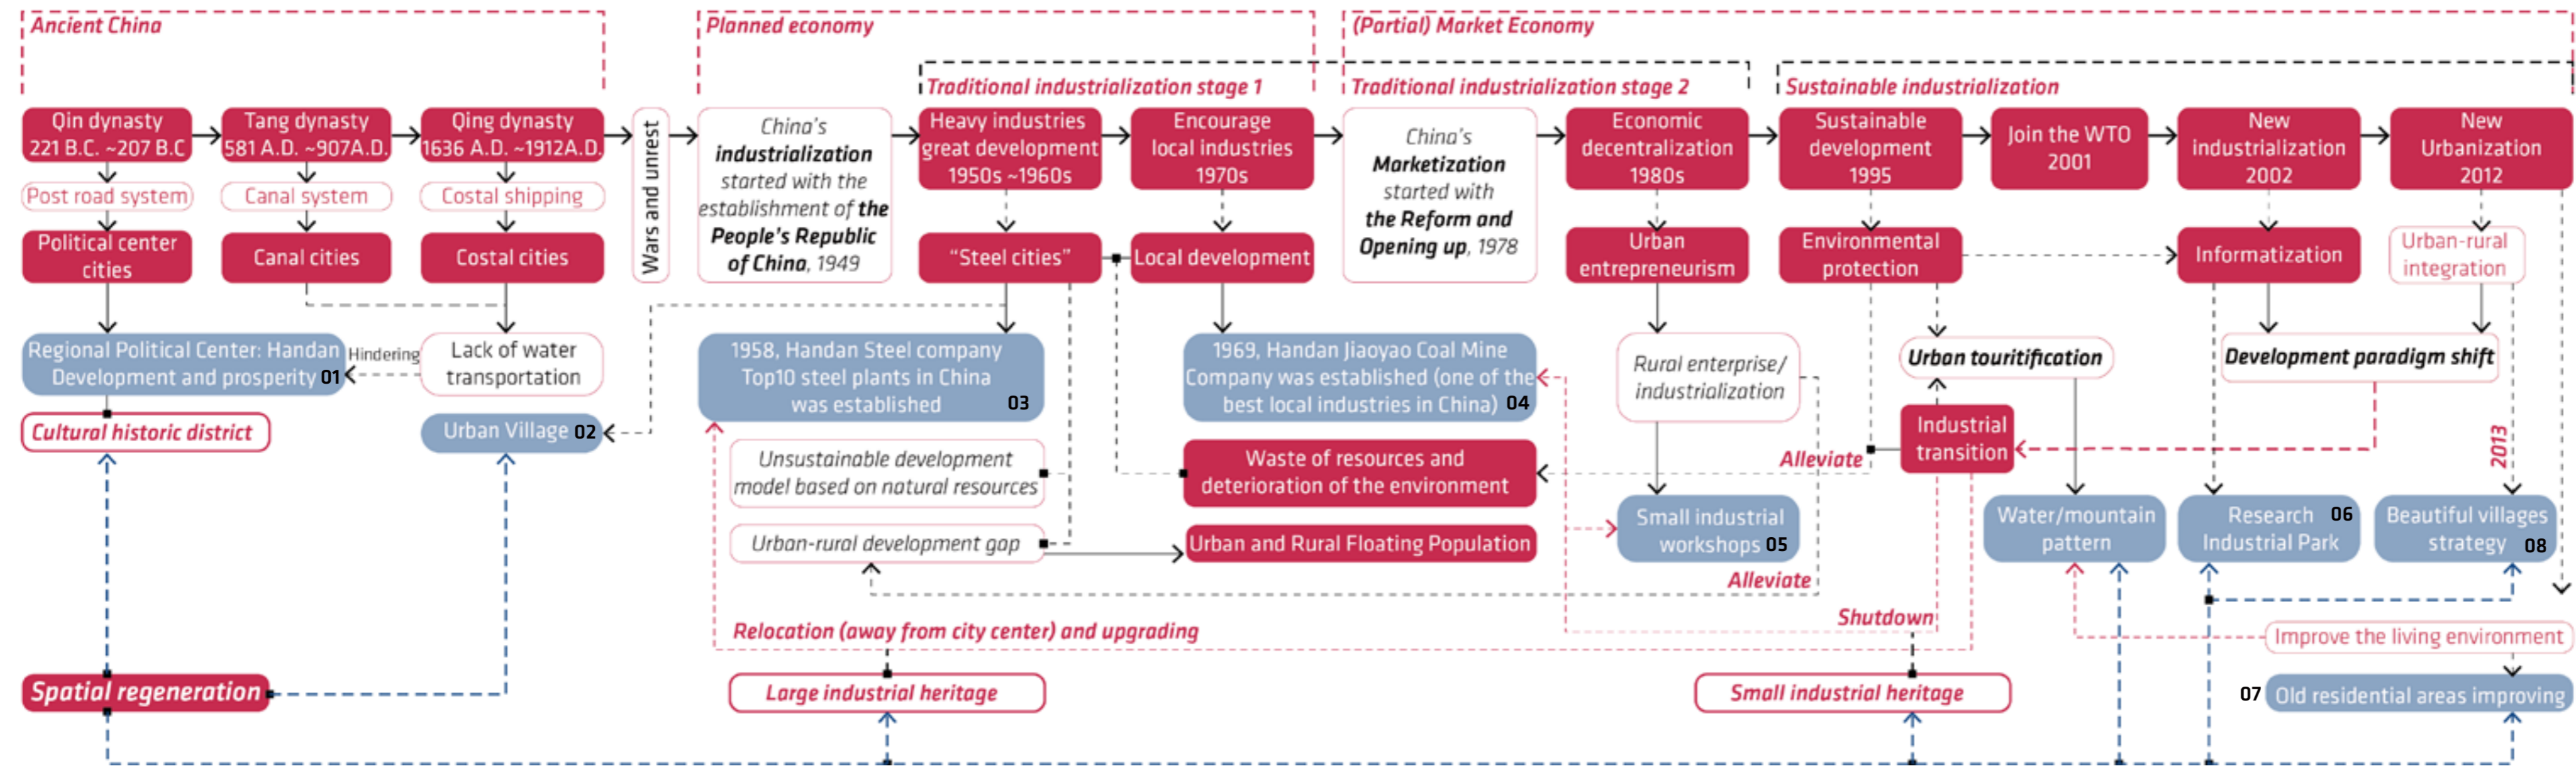 Ancient China
Planned economy
(Partial) Market Economy
Traditional industrialization stage 1
Traditional industrialization stage 2
Sustainable industrialization
Qin dynasty
221 B.C. ~207 B.C
Tang dynasty
581 A.D. ~907A.D.
Qing dynasty
1636 A.D. ~1912A.D.
Wars and unrest
China's
industrialization
started with the
establishment of the
People's Republic
of China, 1949
Heavy industries
great development
1950s ~1960s
Encourage
local industries
1970s
China's
Marketization
started with
the Reform and
Opening up, 1978
Economic
decentralization
1980s
Sustainable
development
1995
Join the WTO
2001
New
industrialization
2002
New
Urbanization
2012
Post road system
Canal system
Costal shipping
Political center
cities
Canal cities
Costal cities
"Steel cities"
Local development
Urban
entrepreneurism
Environmental
protection
Informatization
Urban-rural
integration
Regional Political Center: Handan
Development and prosperity 01
Hindering
Lack of water
transportation
1958, Handan Steel company
Top10 steel plants in China
was established 03
1969, Handan Jiaoyao Coal Mine
Company was established (one of the
best local industries in China) 04
Rural enterprise/
industrialization
Urban touritification
Development paradigm shift
Cultural historic district
Urban Village 02
Industrial
transition
Unsustainable development
model based on natural resources
Waste of resources and
deterioration of the environment
Alleviate
2013
Urban-rural development gap
Urban and Rural Floating Population
Small industrial
workshops 05
Water/mountain
pattern
Research 06
Industrial Park
Beautiful villages
strategy 08
Alleviate
Shutdown
Relocation (away from city center) and upgrading
Improve the living environment
Spatial regeneration
Large industrial heritage
Small industrial heritage
07 Old residential areas improving